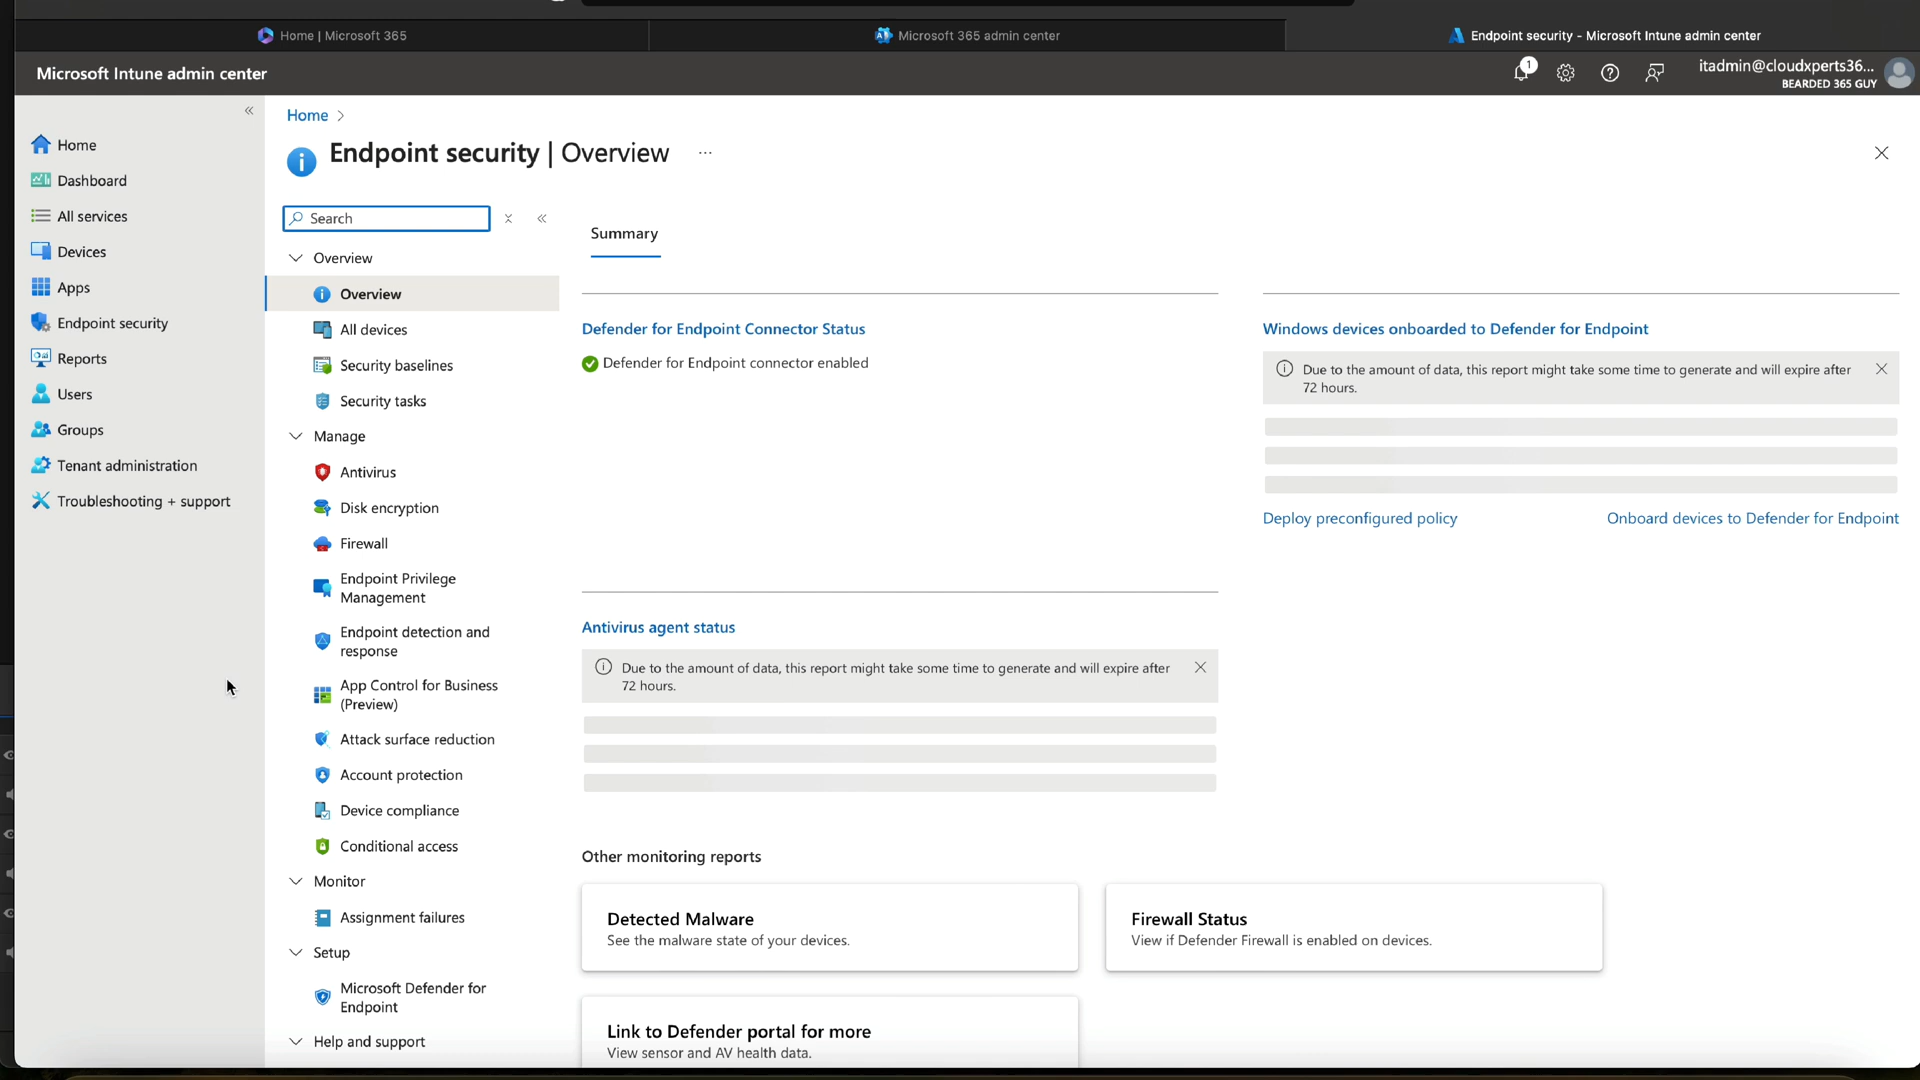 Home | Microsoft 365
Microsoft 365 admin center
Endpoint security - Microsoft Intune admin center
Microsoft Intune admin center
1
itadmin@cloudxperts36...
BEARDED 365 GUY
Home
Dashboard
All services
Devices
Apps
Endpoint security
Reports
Users
Groups
Tenant administration
Troubleshooting + support
Home >
Endpoint security | Overview
...
Search
Overview
Overview
All devices
Security baselines
Security tasks
Manage
Antivirus
Disk encryption
Firewall
Endpoint Privilege
Management
Endpoint detection and
response
App Control for Business
(Preview)
Attack surface reduction
Account protection
Device compliance
Conditional access
Monitor
Assignment failures
Setup
Microsoft Defender for
Endpoint
Help and support
Summary
Defender for Endpoint Connector Status
Defender for Endpoint connector enabled
Windows devices onboarded to Defender for Endpoint
Due to the amount of data, this report might take some time to generate and will expire after
72 hours.
Deploy preconfigured policy
Onboard devices to Defender for Endpoint
Antivirus agent status
Due to the amount of data, this report might take some time to generate and will expire after
72 hours.
Other monitoring reports
Detected Malware
See the malware state of your devices.
Firewall Status
View if Defender Firewall is enabled on devices.
Link to Defender portal for more
View sensor and AV health data.